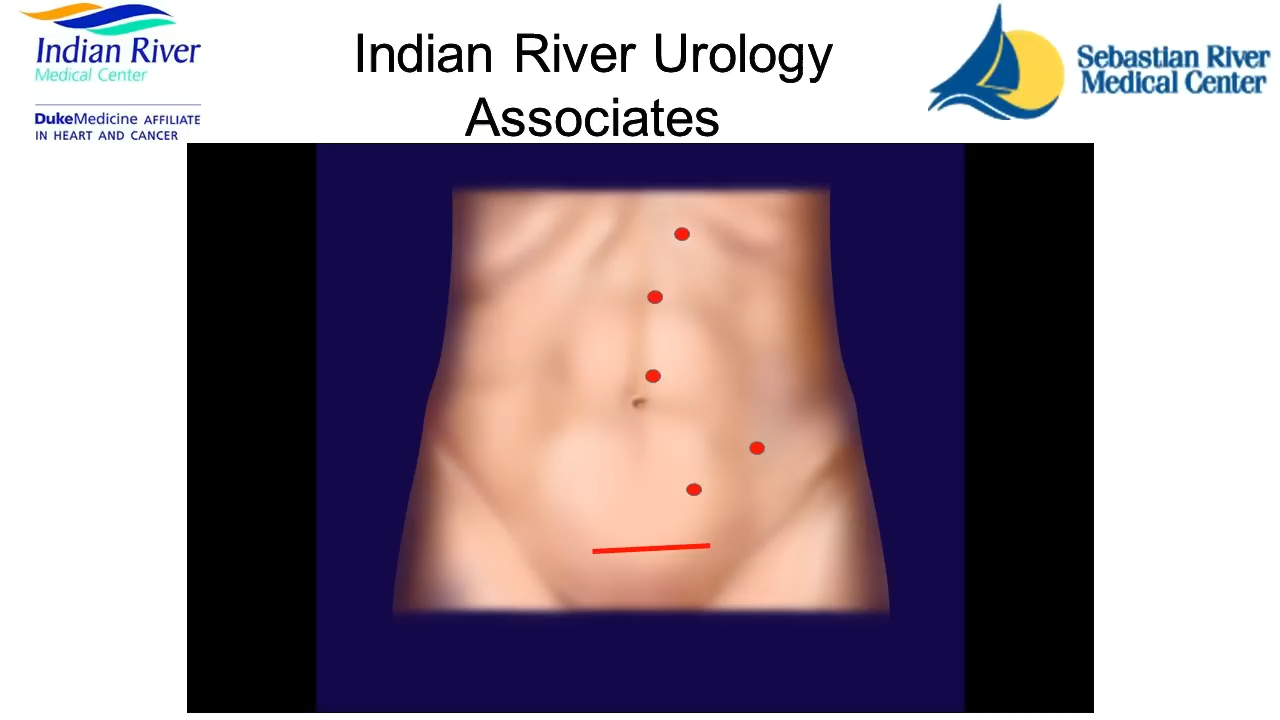 Indian River
Medical Center
DukeMedicine AFFILIATE
IN HEART AND CANCER
Indian River Urology
Associates
Sebastian River
Medical Center